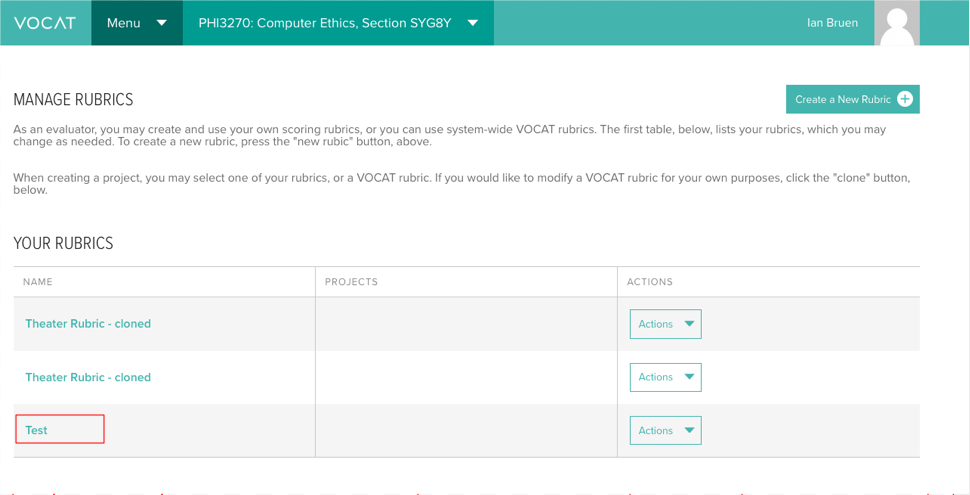 VOCAT Menu PHI3270: Computer Ethics, Section SYG8Y Ian Bruen
MANAGE RUBRICS
Create a New Rubric
As an evaluator, you may create and use your own scoring rubrics, or you can use system-wide VOCAT rubrics. The first table, below, lists your rubrics, which you may
change as needed. To create a new rubric, press the "new rubic" button, above.
When creating a project, you may select one of your rubrics, or a VOCAT rubric. If you would like to modify a VOCAT rubric for your own purposes, click the "clone" button,
below.
YOUR RUBRICS
NAME PROJECTS ACTIONS
Theater Rubric - cloned Actions
Theater Rubric - cloned Actions
Test Actions